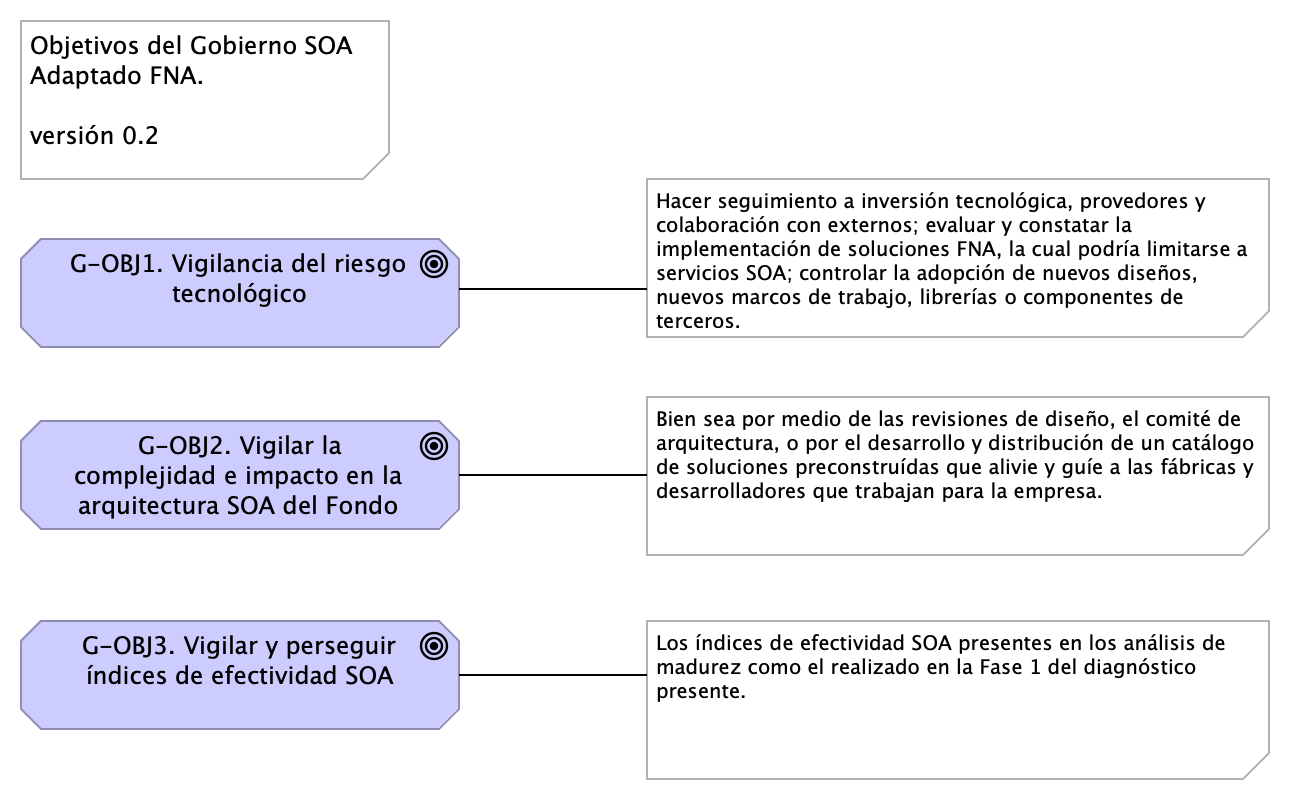 Objetivos del Gobierno SOA
Adaptado FNA.
versión 0.2
G-OBJ1. Vigilancia del riesgo
tecnológico
Hacer seguimiento a inversión tecnológica, provedores y
colaboración con externos; evaluar y constatar la
implementación de soluciones FNA, la cual podría limitarse a
servicios SOA; controlar la adopción de nuevos diseños,
nuevos marcos de trabajo, librerías o componentes de
terceros.
G-OBJ2. Vigilar la
complejidad e impacto en la
arquitectura SOA del Fondo
Bien sea por medio de las revisiones de diseño, el comité de
arquitectura, o por el desarrollo y distribución de un catálogo
de soluciones preconstruídas que alivie y guíe a las fábricas y
desarrolladores que trabajan para la empresa.
G-OBJ3. Vigilar y perseguir
índices de efectividad SOA
Los índices de efectividad SOA presentes en los análisis de
madurez como el realizado en la Fase 1 del diagnóstico
presente.